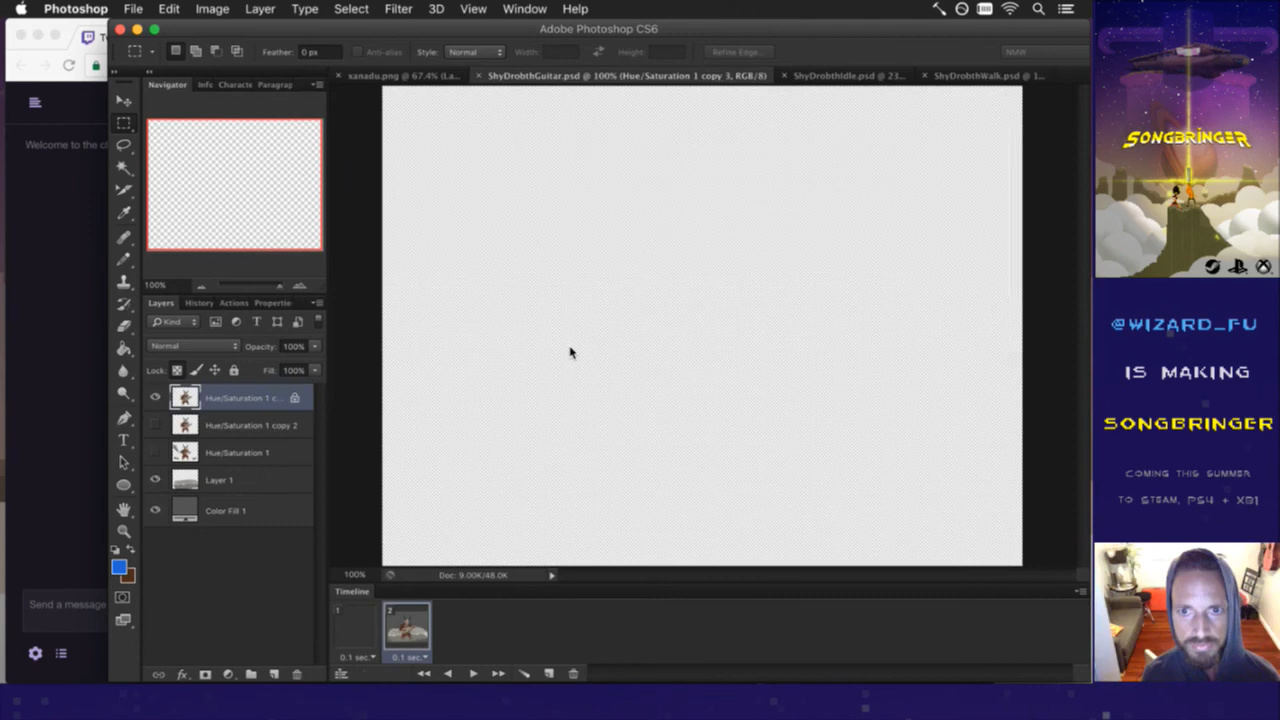 Photoshop File Edit Image Layer Type Select Filter 3D View Window Help
Adobe Photoshop CS6
Feather: 0 px Anti-alias Style: Normal Width: Height: Refine Edge... NMW
xanadu.png @ 67.4% (La... ShyDrobthGuitar.psd @ 100% (Hue/Saturation 1 copy 3, RGB/8) ShyDrobthIdle.psd @ 23... ShyDrobthWalk.psd @ 1...
Navigator Info Characte Paragrap
Welcome to the c
100%
Layers History Actions Propertie
Kind
Normal Opacity: 100%
Lock: Fill: 100%
Hue/Saturation 1 c...
Hue/Saturation 1 copy 2
Hue/Saturation 1
Layer 1
Color Fill 1
100% Doc: 9.00K/48.0K
Timeline
1 2
0.1 sec. 0.1 sec.
Send a message
SONGBRINGER
@WIZARD_FU
IS MAKING
SONGBRINGER
COMING THIS SUMMER
TO STEAM, PS4 + XB1